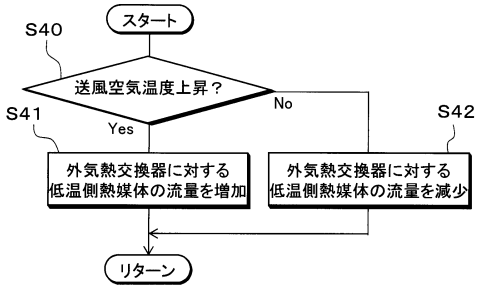 スタート
S40
送風空気温度上昇？
No
Yes
S41
S42
外気熱交換器に対する
低温側熱媒体の流量を増加
外気熱交換器に対する
低温側熱媒体の流量を減少
リターン